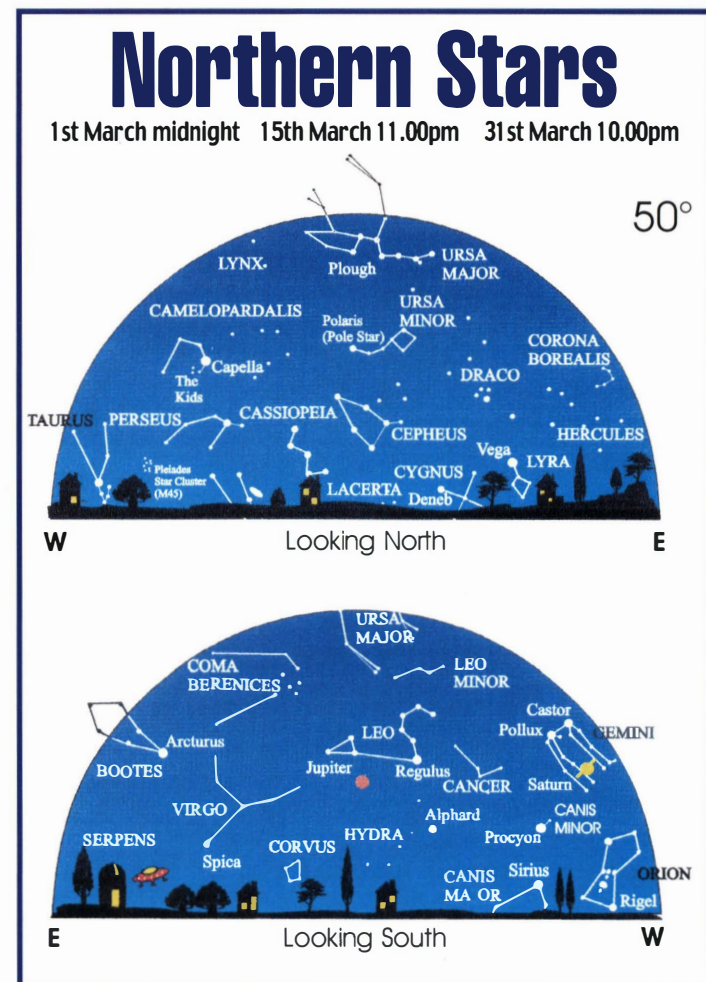 Northern Stars
1st March midnight 15th March 11.00pm 31st March 10.00pm
50°
LYNX
Plough
URSA
MAJOR
CAMELOPARDALIS
URSA
MINOR
Polaris
(Pole Star)
CORONA
BOREALIS
Capella
The
Kids
DRACO
TAURUS
PERSEUS
CASSIOPEIA
CEPHEUS
HERCULES
Vega
LYRA
Pleiades
Star Cluster
(M45)
CYGNUS
LACERTA
Deneb
W
Looking North
E
URSA
MAJOR
COMA
BERENICES
LEO
MINOR
Castor
Pollux
GEMINI
Arcturus
LEO
BOOTES
Jupiter
Regulus
CANCER
Saturn
VIRGO
Alphard
CANIS
MINOR
Procyon
SERPENS
HYDRA
CORVUS
Spica
CANIS
MA OR
Sirius
ORION
Rigel
E
Looking South
W